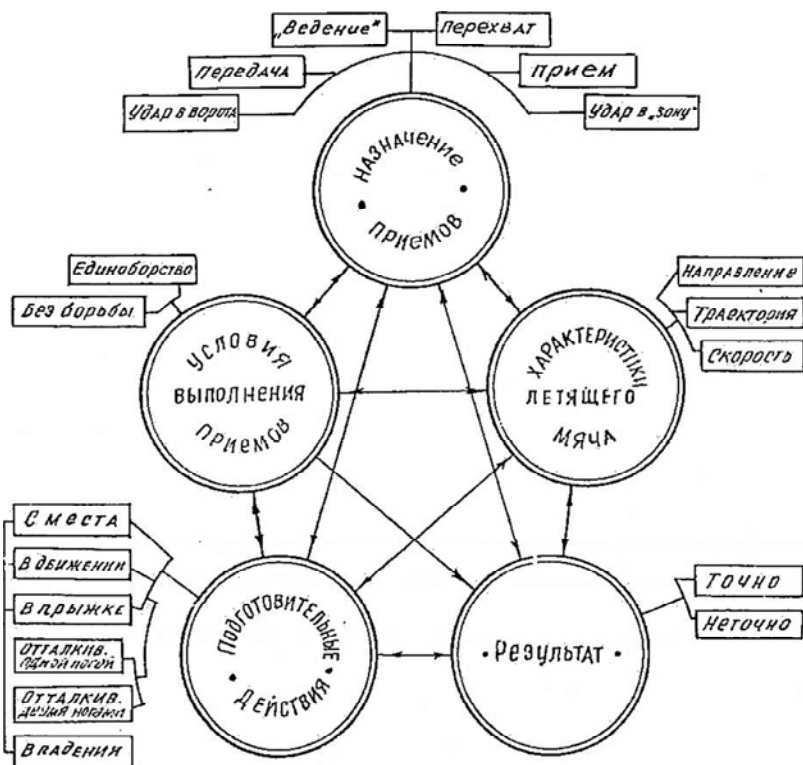 „Ведение"
Перехват
Передача
Прием
Удар в ворота
Удар в „зону"
Назначение
приемов
Единоборство
Без борьбы
Направление
Траектория
Скорость
Условия
выполнения
приемов
Характеристики
летящего
мяча
С места
В движении
В прыжке
Отталкив.
одной ногой
Отталкив.
двумя ногами
В падении
Подготовительные
действия
Результат
Точно
Неточно